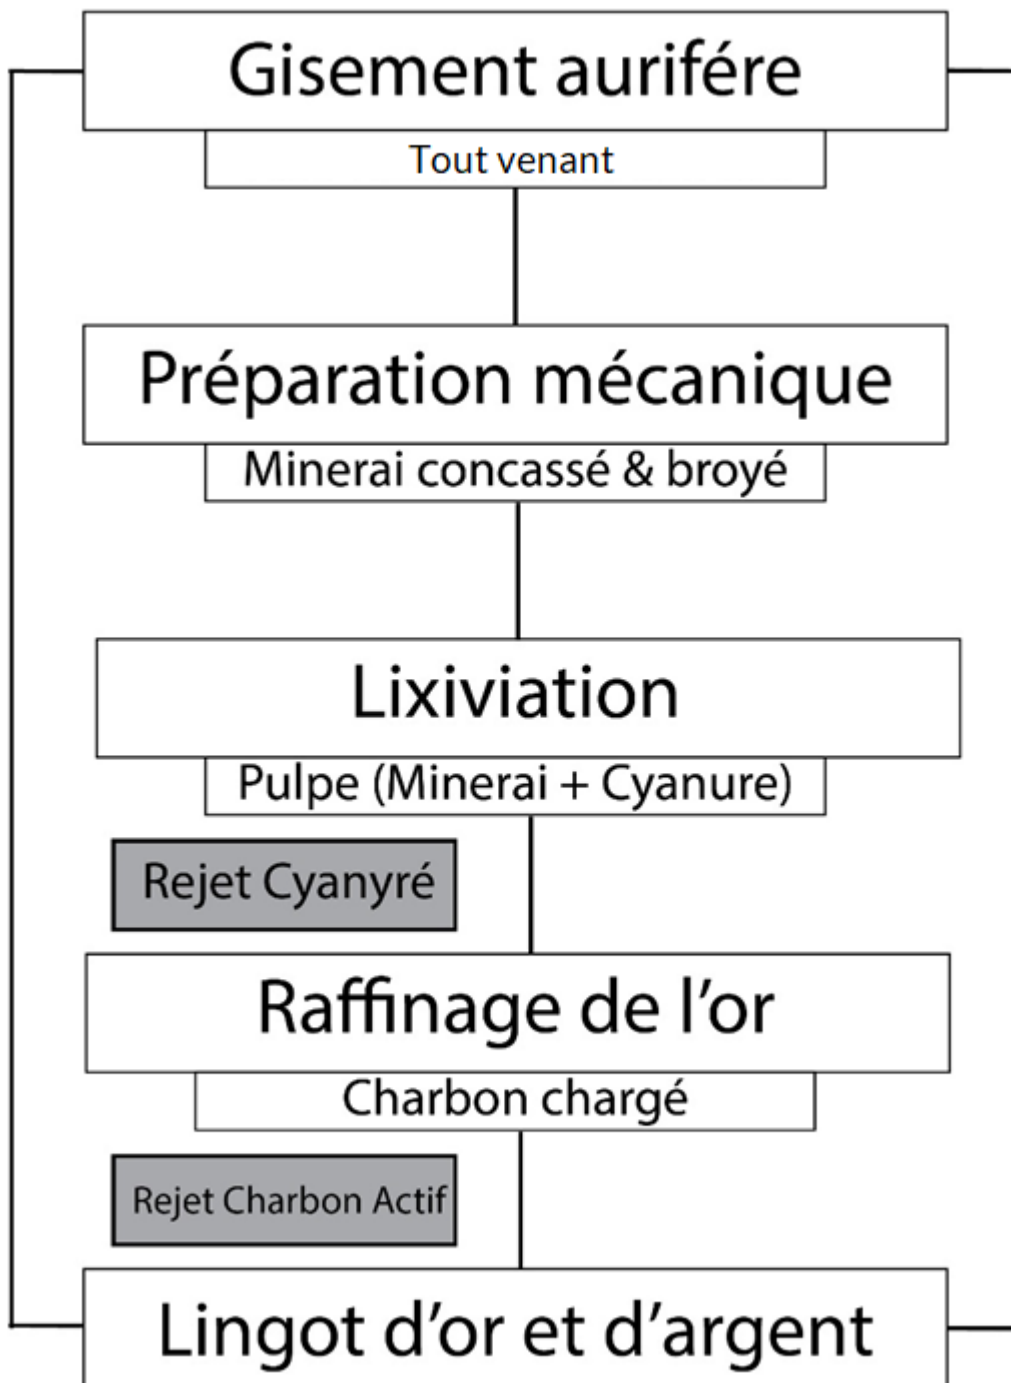 Gisement aurifére
Tout venant
Préparation mécanique
Minerai concassé & broyé
Lixiviation
Pulpe (Minerai + Cyanure)
Rejet Cyanyré
Raffinage de l’or
Charbon chargé
Rejet Charbon Actif
Lingot d’or et d’argent